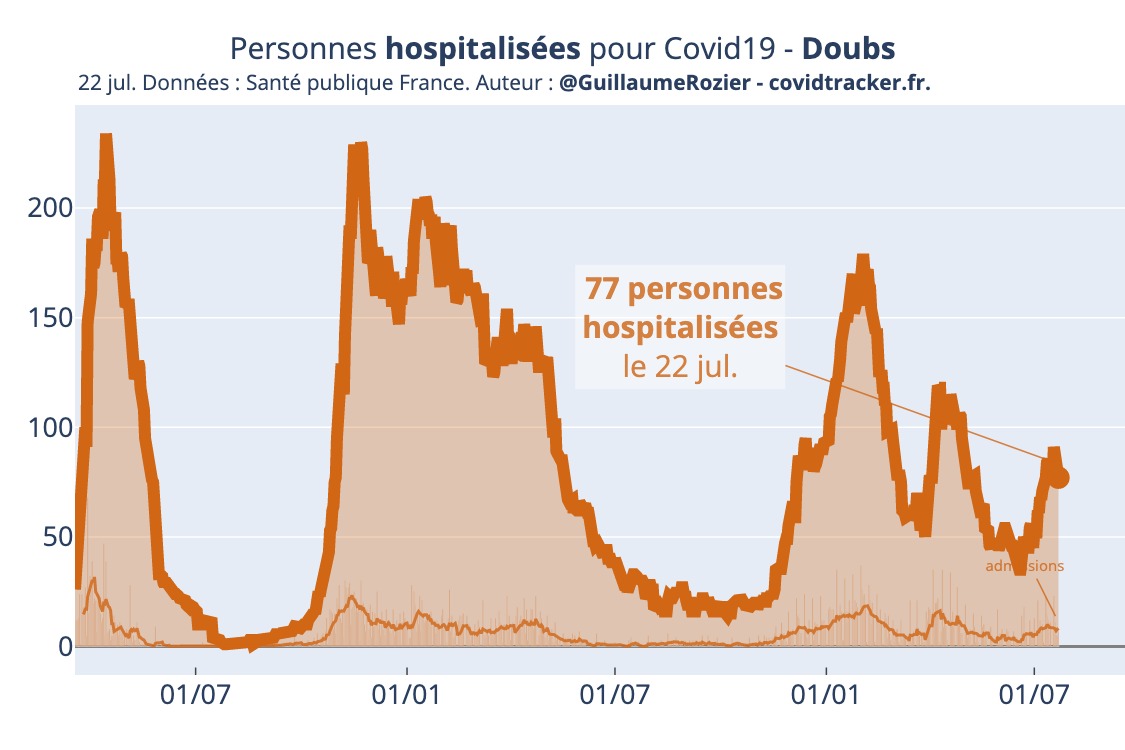 Personnes hospitalisées pour Covid19 - Doubs
22 jul. Données : Santé publique France. Auteur : @GuillaumeRozier - covidtracker.fr.
200
150
100
50
0
77 personnes
hospitalisées
le 22 jul.
admissions
01/07
01/01
01/07
01/01
01/07